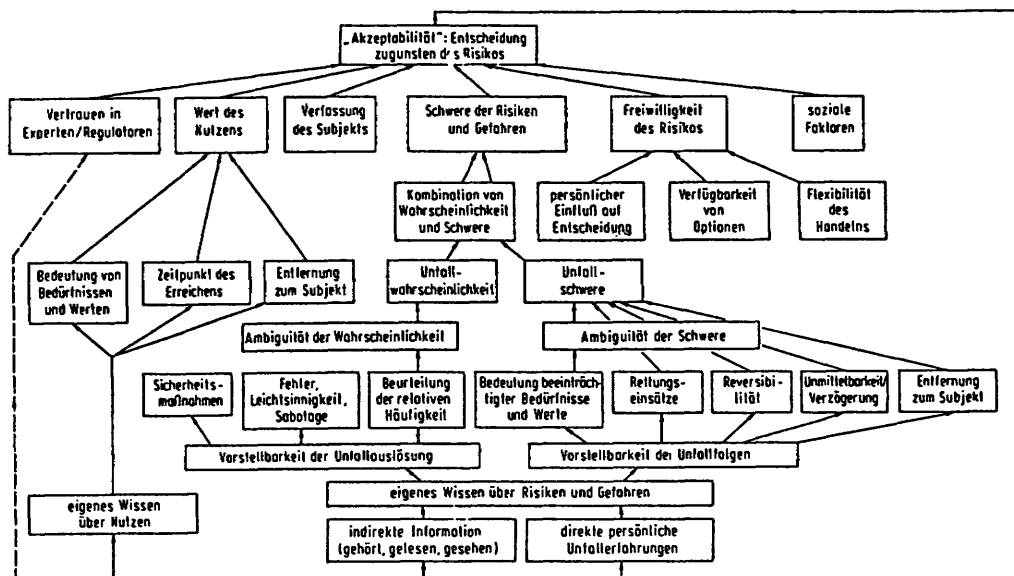 „Akzeptabilität“: Entscheidung
zugunsten des Risikos
Vertrauen in
Experten/Regulatoren
Wert des
Nutzens
Verfassung
des Subjekts
Schwere der Risiken
und Gefahren
Freiwilligkeit
des Risikos
soziale
Faktoren
Kombination von
Wahrscheinlichkeit
und Schwere
persönlicher
Einfluß auf
Entscheidung
Verfügbarkeit
von
Optionen
Flexibilität
des
Handelns
Bedeutung von
Bedürfnissen
und Werten
Zeitpunkt des
Erreichens
Entfernung
zum Subjekt
Unfall-
wahrscheinlichkeit
Unfall-
schwere
Ambiguität der Wahrscheinlichkeit
Ambiguität der Schwere
Sicherheits-
maßnahmen
Fehler,
Leichtsinnigkeit,
Sabotage
Beurteilung
der relativen
Häufigkeit
Bedeutung beeinträch-
tigter Bedürfnisse
und Werte
Rettungs-
einsätze
Reversibi-
lität
Unmittelbarkeit/
Verzögerung
Entfernung
zum Subjekt
Vorstellbarkeit der Unfallauslösung
Vorstellbarkeit der Unfallfolgen
eigenes Wissen
über Nutzen
eigenes Wissen über Risiken und Gefahren
indirekte Information
(gehört, gelesen, gesehen)
direkte persönliche
Unfallerfahrungen